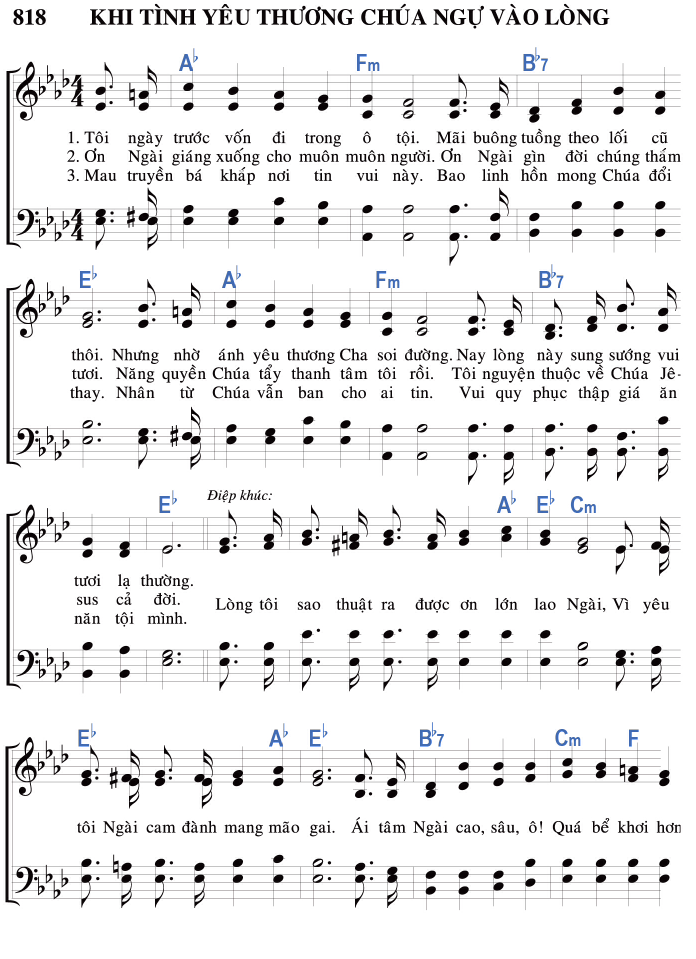 818 KHI TÌNH YÊU THƯƠNG CHÚA NGỰ VÀO LÒNG
A♭ Fm B♭7
1. Tôi ngày trước vốn đi trong ô tội. Mãi buông tuồng theo lối cũ
2. Ơn Ngài giáng xuống cho muôn muôn người. Ơn Ngài gìn đời chúng thấm
3. Mau truyền bá khấp nơi tin vui này. Bao linh hồn mong Chúa đổi
E♭ A♭ Fm B♭7
thôi. Nhưng nhờ ánh yêu thương Cha soi đường. Nay lòng này sung sướng vui
tươi. Năng quyền Chúa tẩy thanh tâm tôi rồi. Tôi nguyện thuộc về Chúa Jê-
thay. Nhân từ Chúa vẫn ban cho ai tin. Vui quy phục thập giá ăn
E♭ Điệp khúc: A♭ E♭ Cm
tươi lạ thường.
sus cả đời.
năn tội mình.
Lòng tôi sao thuật ra được ơn lớn lao Ngài, Vì yêu
E♭ A♭ E♭ B♭7 Cm F
tôi Ngài cam đành mang mão gai. Ái tâm Ngài cao, sâu, ô! Quá bể khơi hơn